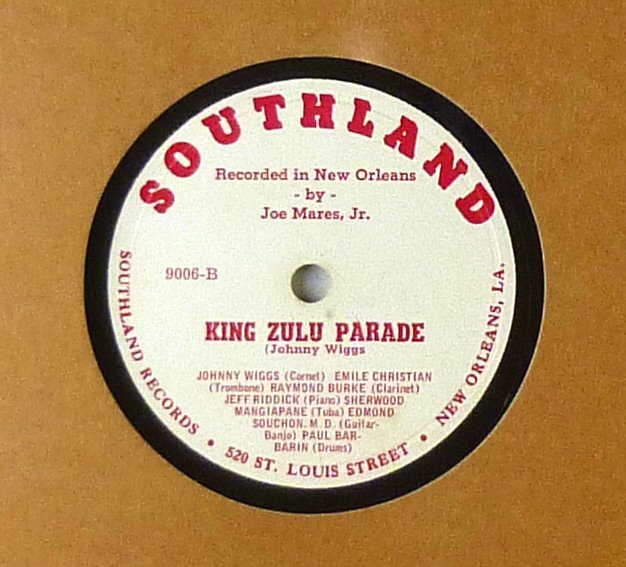 SOUTHLAND
Recorded in New Orleans
- by -
Joe Mares, Jr.
9006-B
KING ZULU PARADE
(Johnny Wiggs
JOHNNY WIGGS (Cornet) EMILE CHRISTIAN
(Trombone) RAYMOND BURKE (Clarinet)
JEFF RIDDICK (Piano) SHERWOOD
MANGIAPANE (Tuba) EDMOND
SOUCHON. M. D. (Guitar-
Banjo) PAUL BAR-
BARIN (Drums)
SOUTHLAND RECORDS • 520 ST. LOUIS STREET • NEW ORLEANS, LA.